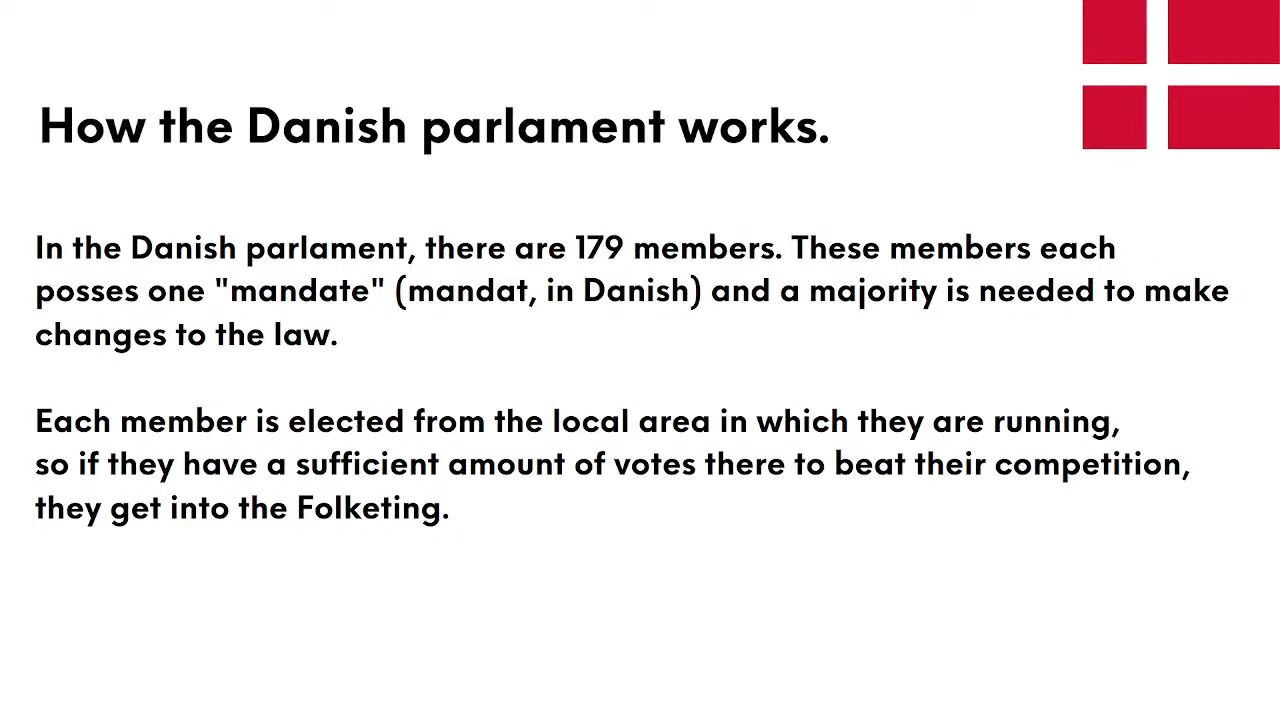 How the Danish parlament works.
In the Danish parlament, there are 179 members. These members each
posses one "mandate" (mandat, in Danish) and a majority is needed to make
changes to the law.
Each member is elected from the local area in which they are running,
so if they have a sufficient amount of votes there to beat their competition,
they get into the Folketing.